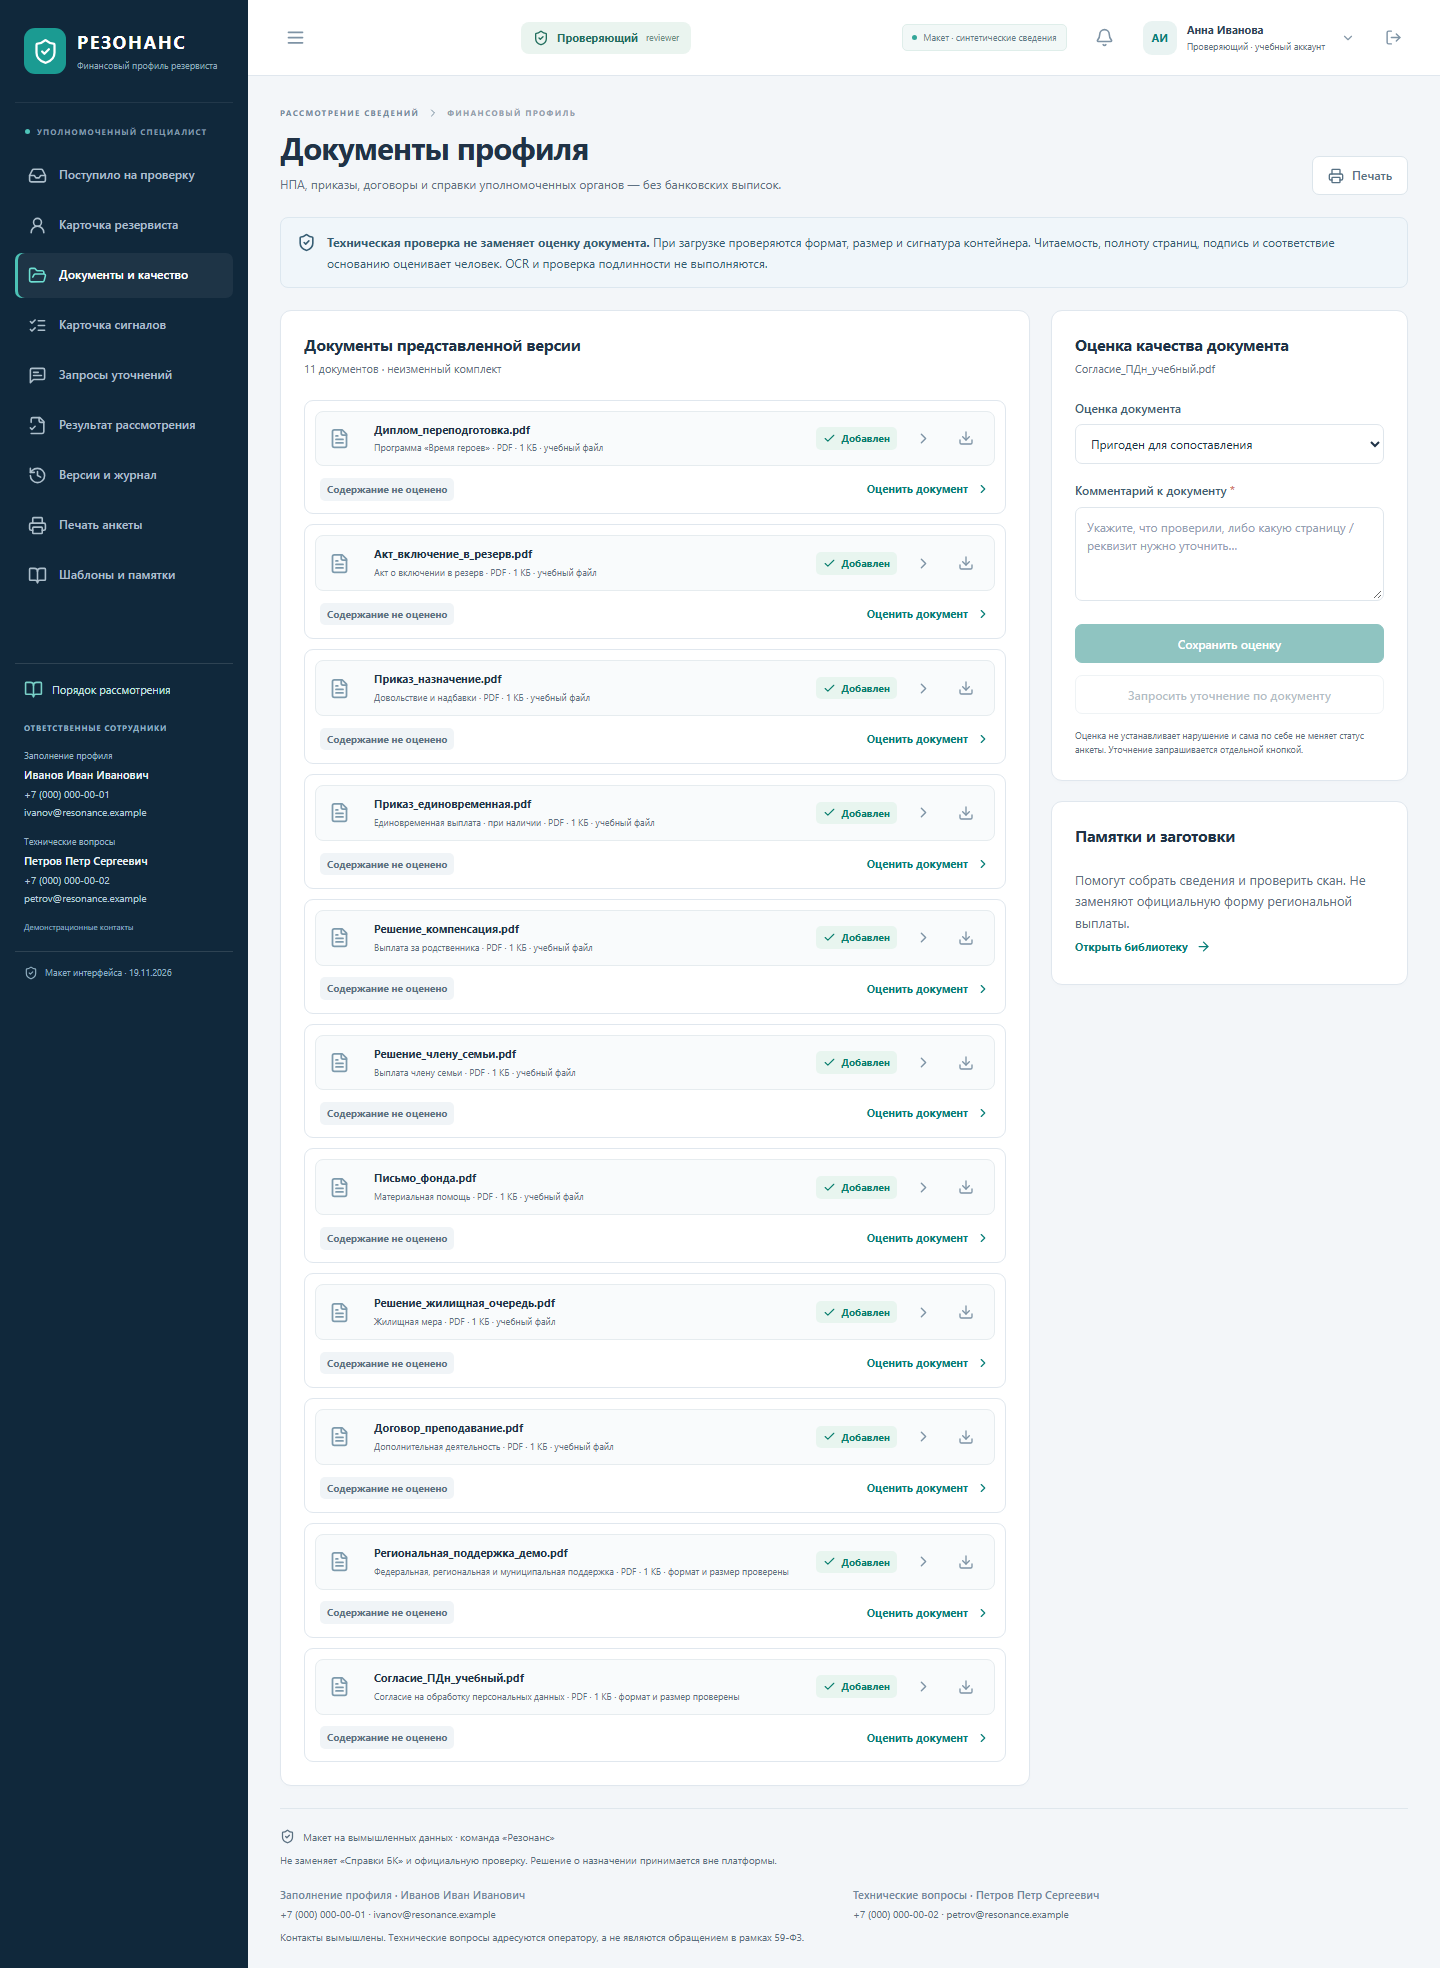 РЕЗОНАНС
Финансовый профиль резервиста
УПОЛНОМОЧЕННЫЙ СПЕЦИАЛИСТ
Поступило на проверку
Карточка резервиста
Документы и качество
Карточка сигналов
Запросы уточнений
Результат рассмотрения
Версии и журнал
Печать анкеты
Шаблоны и памятки
Порядок рассмотрения
ОТВЕТСТВЕННЫЕ СОТРУДНИКИ
Заполнение профиля
Иванов Иван Иванович
+7 (000) 000-00-01
ivanov@resonance.example
Технические вопросы
Петров Петр Сергеевич
+7 (000) 000-00-02
petrov@resonance.example
Демонстрационные контакты
Макет интерфейса · 19.11.2026
Проверяющий reviewer
Макет · синтетические сведения
АИ
Анна Иванова
Проверяющий · учебный аккаунт
РАССМОТРЕНИЕ СВЕДЕНИЙ
ФИНАНСОВЫЙ ПРОФИЛЬ
Документы профиля
НПА, приказы, договоры и справки уполномоченных органов — без банковских выписок.
Печать
Техническая проверка не заменяет оценку документа. При загрузке проверяются формат, размер и сигнатура контейнера. Читаемость, полноту страниц, подпись и соответствие
основанию оценивает человек. OCR и проверка подлинности не выполняются.
Документы представленной версии
11 документов · неизменный комплект
Диплом_переподготовка.pdf
Программа «Время героев» · PDF · 1 КБ · учебный файл
Добавлен
Содержание не оценено
Оценить документ
Акт_включение_в_резерв.pdf
Акт о включении в резерв · PDF · 1 КБ · учебный файл
Добавлен
Содержание не оценено
Оценить документ
Приказ_назначение.pdf
Довольствие и надбавки · PDF · 1 КБ · учебный файл
Добавлен
Содержание не оценено
Оценить документ
Приказ_единовременная.pdf
Единовременная выплата · при наличии · PDF · 1 КБ · учебный файл
Добавлен
Содержание не оценено
Оценить документ
Решение_компенсация.pdf
Выплата за родственника · PDF · 1 КБ · учебный файл
Добавлен
Содержание не оценено
Оценить документ
Решение_члену_семьи.pdf
Выплата члену семьи · PDF · 1 КБ · учебный файл
Добавлен
Содержание не оценено
Оценить документ
Письмо_фонда.pdf
Материальная помощь · PDF · 1 КБ · учебный файл
Добавлен
Содержание не оценено
Оценить документ
Решение_жилищная_очередь.pdf
Жилищная мера · PDF · 1 КБ · учебный файл
Добавлен
Содержание не оценено
Оценить документ
Договор_преподавание.pdf
Дополнительная деятельность · PDF · 1 КБ · учебный файл
Добавлен
Содержание не оценено
Оценить документ
Региональная_поддержка_демо.pdf
Федеральная, региональная и муниципальная поддержка · PDF · 1 КБ · формат и размер проверены
Добавлен
Содержание не оценено
Оценить документ
Согласие_ПДн_учебный.pdf
Согласие на обработку персональных данных · PDF · 1 КБ · формат и размер проверены
Добавлен
Содержание не оценено
Оценить документ
Оценка качества документа
Согласие_ПДн_учебный.pdf
Оценка документа
Пригоден для сопоставления
Комментарий к документу *
Укажите, что проверили, либо какую страницу /
реквизит нужно уточнить...
Сохранить оценку
Запросить уточнение по документу
Оценка не устанавливает нарушение и сама по себе не меняет статус
анкеты. Уточнение запрашивается отдельной кнопкой.
Памятки и заготовки
Помогут собрать сведения и проверить скан. Не
заменяют официальную форму региональной
выплаты.
Открыть библиотеку
Макет на вымышленных данных · команда «Резонанс»
Не заменяет «Справки БК» и официальную проверку. Решение о назначении принимается вне платформы.
Заполнение профиля · Иванов Иван Иванович
+7 (000) 000-00-01 · ivanov@resonance.example
Технические вопросы · Петров Петр Сергеевич
+7 (000) 000-00-02 · petrov@resonance.example
Контакты вымышлены. Технические вопросы адресуются оператору, а не являются обращением в рамках 59-ФЗ.